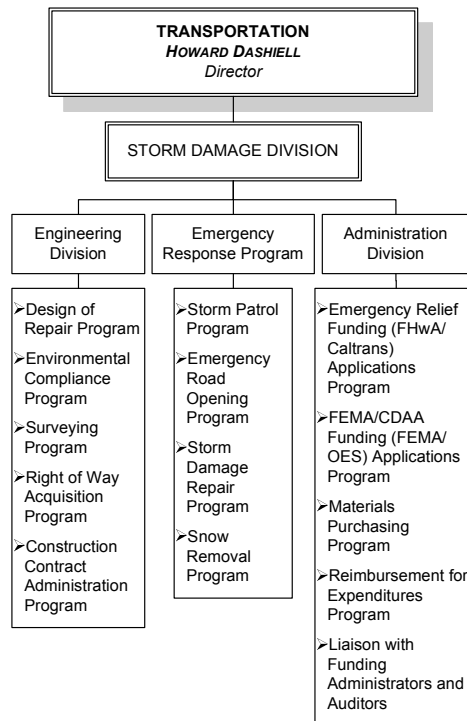 TRANSPORTATION
HOWARD DASHIELL
Director
STORM DAMAGE DIVISION
Engineering
Division
➢Design of
Repair Program
➢Environmental
Compliance
Program
➢Surveying
Program
➢Right of Way
Acquisition
Program
➢Construction
Contract
Administration
Program
Emergency
Response Program
➢Storm Patrol
Program
➢Emergency
Road
Opening
Program
➢Storm
Damage
Repair
Program
➢Snow
Removal
Program
Administration
Division
➢Emergency Relief
Funding (FHwA/
Caltrans)
Applications
Program
➢FEMA/CDAA
Funding (FEMA/
OES) Applications
Program
➢Materials
Purchasing
Program
➢Reimbursement for
Expenditures
Program
➢Liaison with
Funding
Administrators and
Auditors